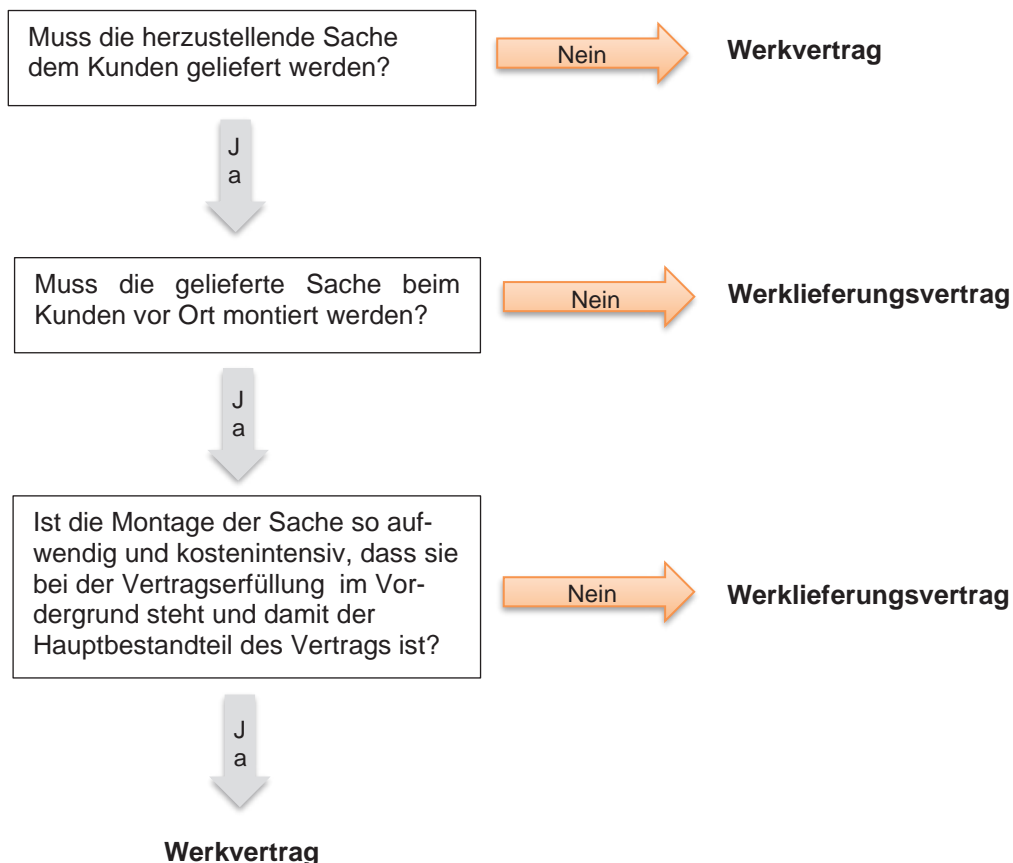 Muss die herzustellende Sache
dem Kunden geliefert werden?
Nein
Werkvertrag
J
a
Muss die gelieferte Sache beim
Kunden vor Ort montiert werden?
Nein
Werklieferungsvertrag
J
a
Ist die Montage der Sache so auf-
wendig und kostenintensiv, dass sie
bei der Vertragserfüllung im Vor-
dergrund steht und damit der
Hauptbestandteil des Vertrags ist?
Nein
Werklieferungsvertrag
J
a
Werkvertrag